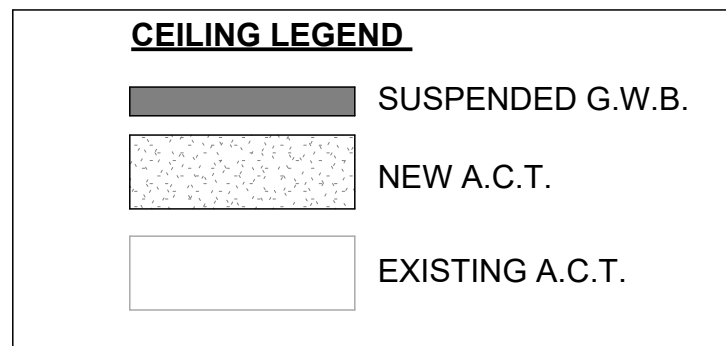 CEILING LEGEND
SUSPENDED G.W.B.
NEW A.C.T.
EXISTING A.C.T.